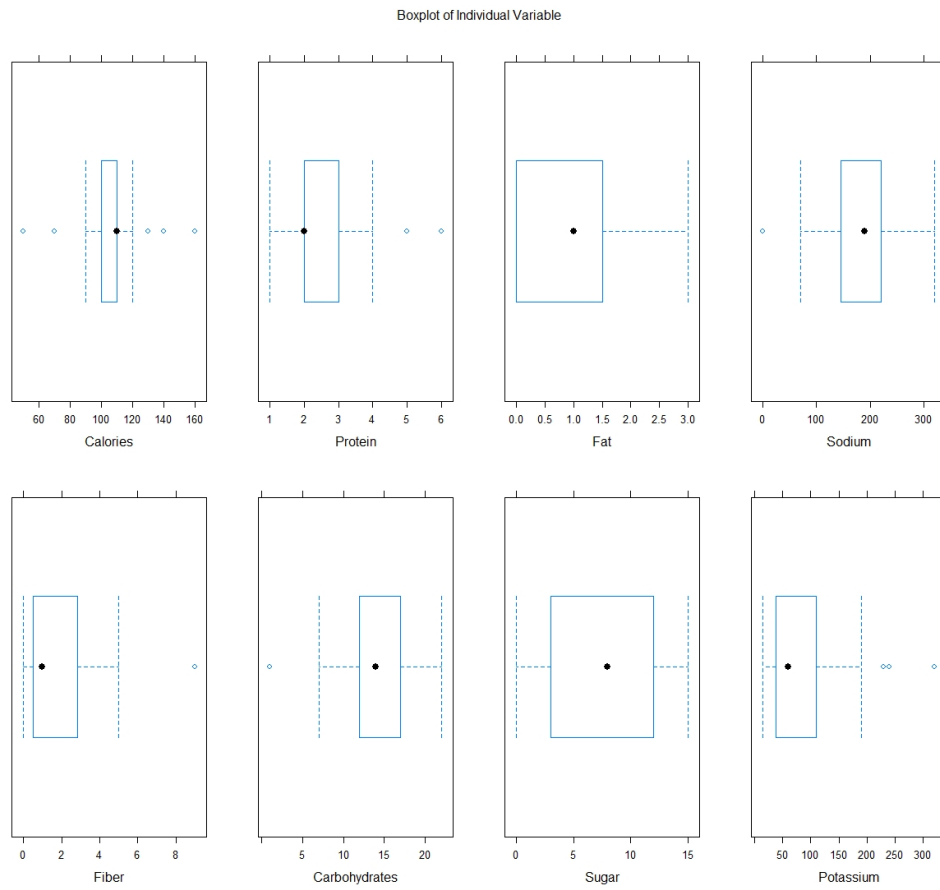 Boxplot of Individual Variable
60 80 100 120 140 160
Calories
1 2 3 4 5 6
Protein
0.0 0.5 1.0 1.5 2.0 2.5 3.0
Fat
0 100 200 300
Sodium
0 2 4 6 8
Fiber
5 10 15 20
Carbohydrates
0 5 10 15
Sugar
50 100 150 200 250 300
Potassium